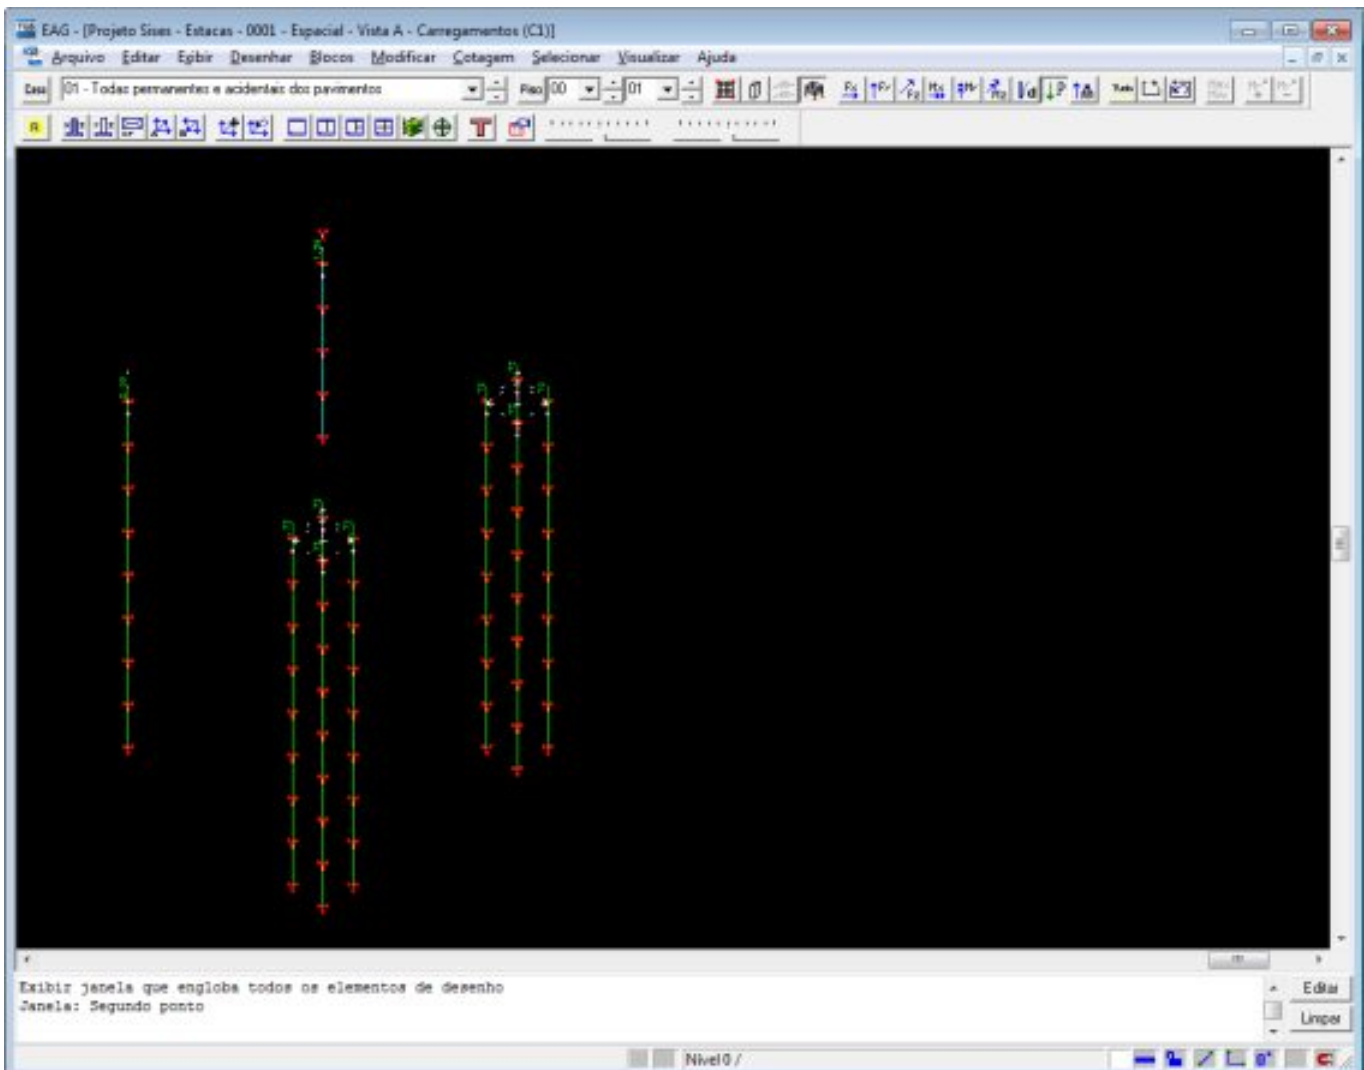 EAG - [Projeto Sises - Estacas - 0001 - Espacial - Vista A - Carregamentos (C1)]
Arquivo Editar Exibir Desenhar Blocos Modificar Cotagem Selecionar Visualizar Ajuda
Caso 01 - Todas permanentes e acidentais dos pavimentos Piso 00 01
R
Exibir janela que engloba todos os elementos de desenho
Editar
Janela: Segundo ponto
Limpar
Nivel 0 /